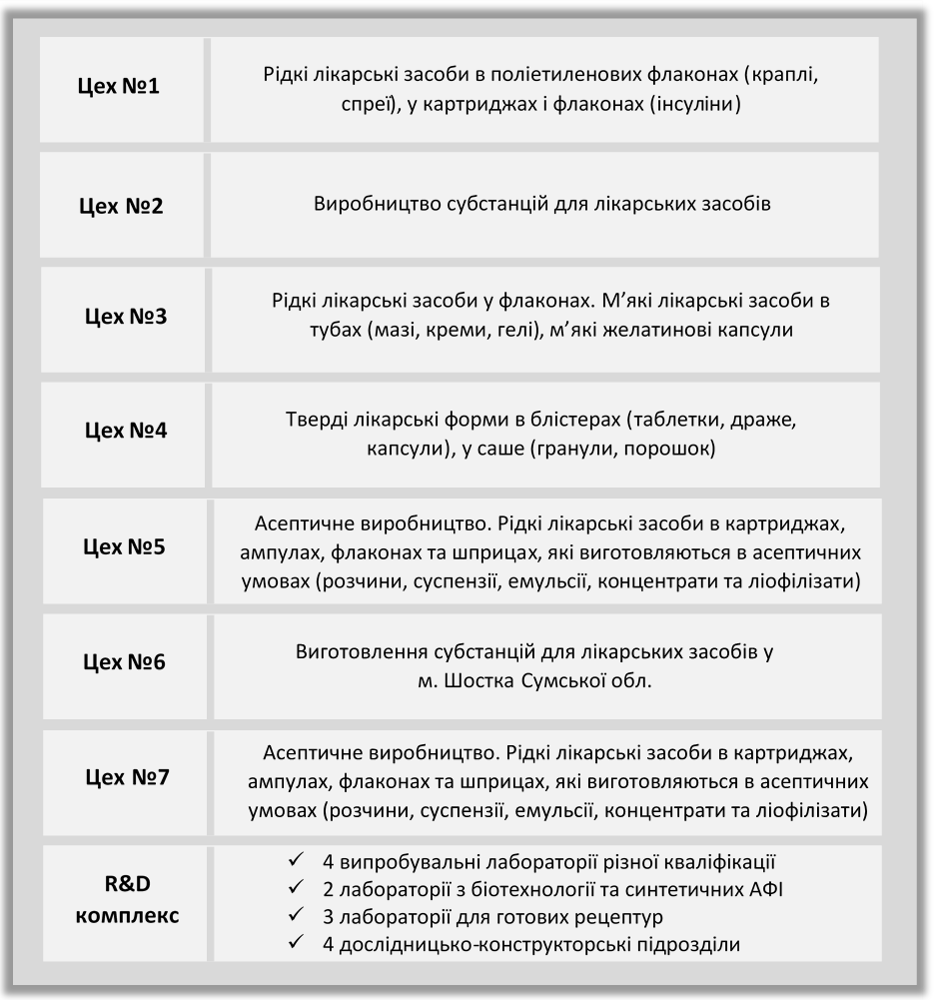 Цех №1
Рідкі лікарські засоби в поліетиленових флаконах (краплі,
спреї), у картриджах і флаконах (інсуліни)
Цех №2
Виробництво субстанцій для лікарських засобів
Цех №3
Рідкі лікарські засоби у флаконах. М’які лікарські засоби в
тубах (мазі, креми, гелі), м’які желатинові капсули
Цех №4
Тверді лікарські форми в блістерах (таблетки, драже,
капсули), у саше (гранули, порошок)
Цех №5
Асептичне виробництво. Рідкі лікарські засоби в картриджах,
ампулах, флаконах та шприцах, які виготовляються в асептичних
умовах (розчини, суспензії, емульсії, концентрати та ліофілізати)
Цех №6
Виготовлення субстанцій для лікарських засобів у
м. Шостка Сумської обл.
Цех №7
Асептичне виробництво. Рідкі лікарські засоби в картриджах,
ампулах, флаконах та шприцах, які виготовляються в асептичних
умовах (розчини, суспензії, емульсії, концентрати та ліофілізати)
R&D
комплекс
✓ 4 випробувальні лабораторії різної кваліфікації
✓ 2 лабораторії з біотехнології та синтетичних АФІ
✓ 3 лабораторії для готових рецептур
✓ 4 дослідницько-конструкторські підрозділи